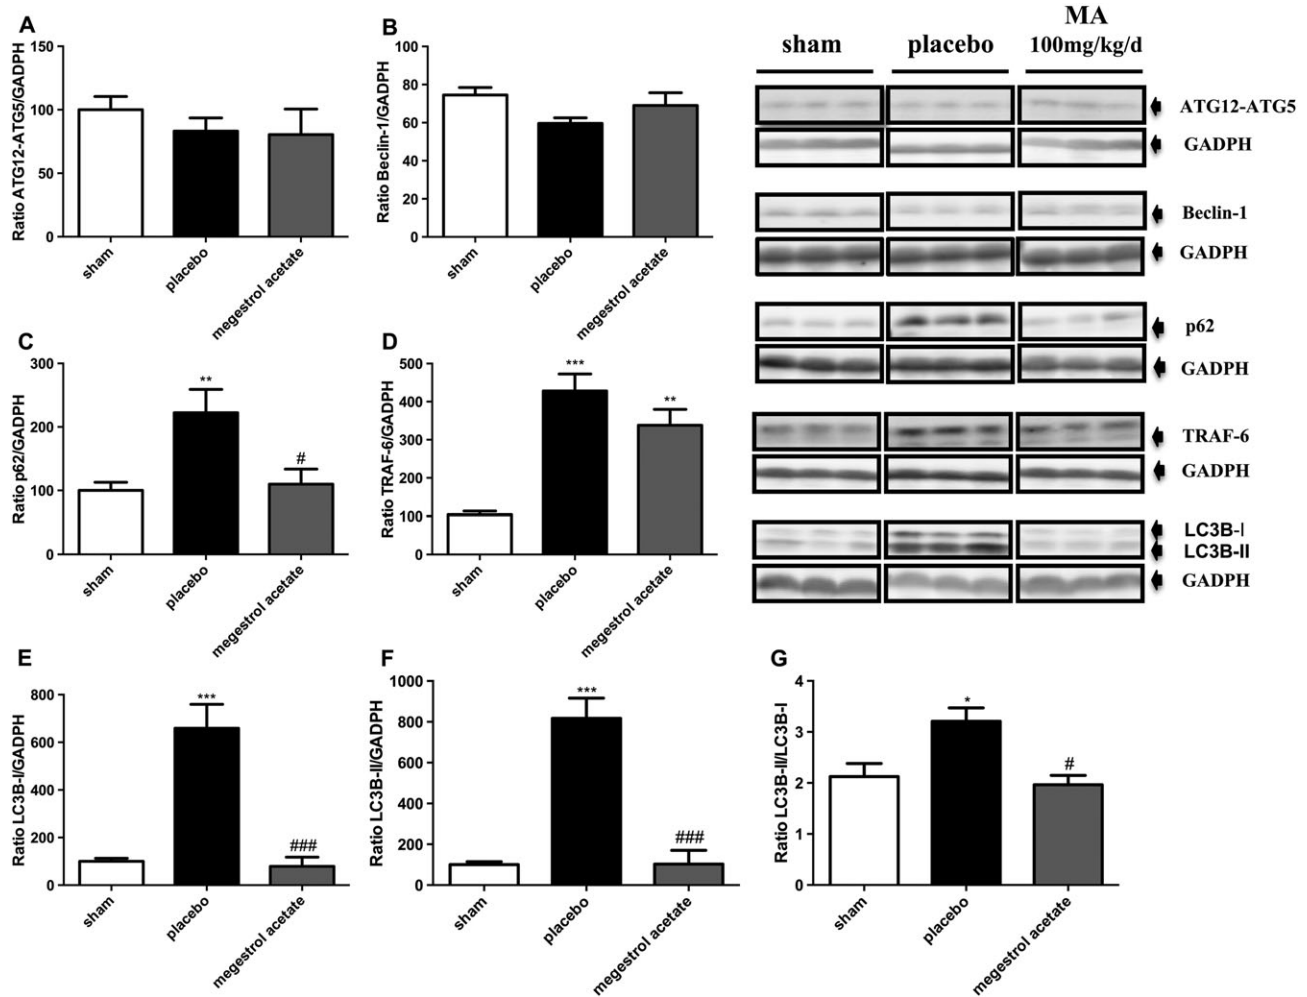 A
Ratio ATG12-ATG5/GADPH
150
100
50
0
sham
placebo
megestrol acetate
B
Ratio Beclin-1/GADPH
100
80
60
40
20
0
sham
placebo
megestrol acetate
C
Ratio p62/GADPH
300
200
100
0
**
#
sham
placebo
megestrol acetate
D
Ratio TRAF-6/GADPH
500
400
300
200
100
0
***
**
sham
placebo
megestrol acetate
sham
placebo
MA
100mg/kg/d
ATG12-ATG5
GADPH
Beclin-1
GADPH
p62
GADPH
TRAF-6
GADPH
LC3B-I
LC3B-II
GADPH
E
Ratio LC3B-I/GADPH
800
600
400
200
0
***
###
sham
placebo
megestrol acetate
F
Ratio LC3B-II/GADPH
1000
800
600
400
200
0
***
###
sham
placebo
megestrol acetate
G
Ratio LC3B-II/LC3B-I
4
3
2
1
0
*
#
sham
placebo
megestrol acetate